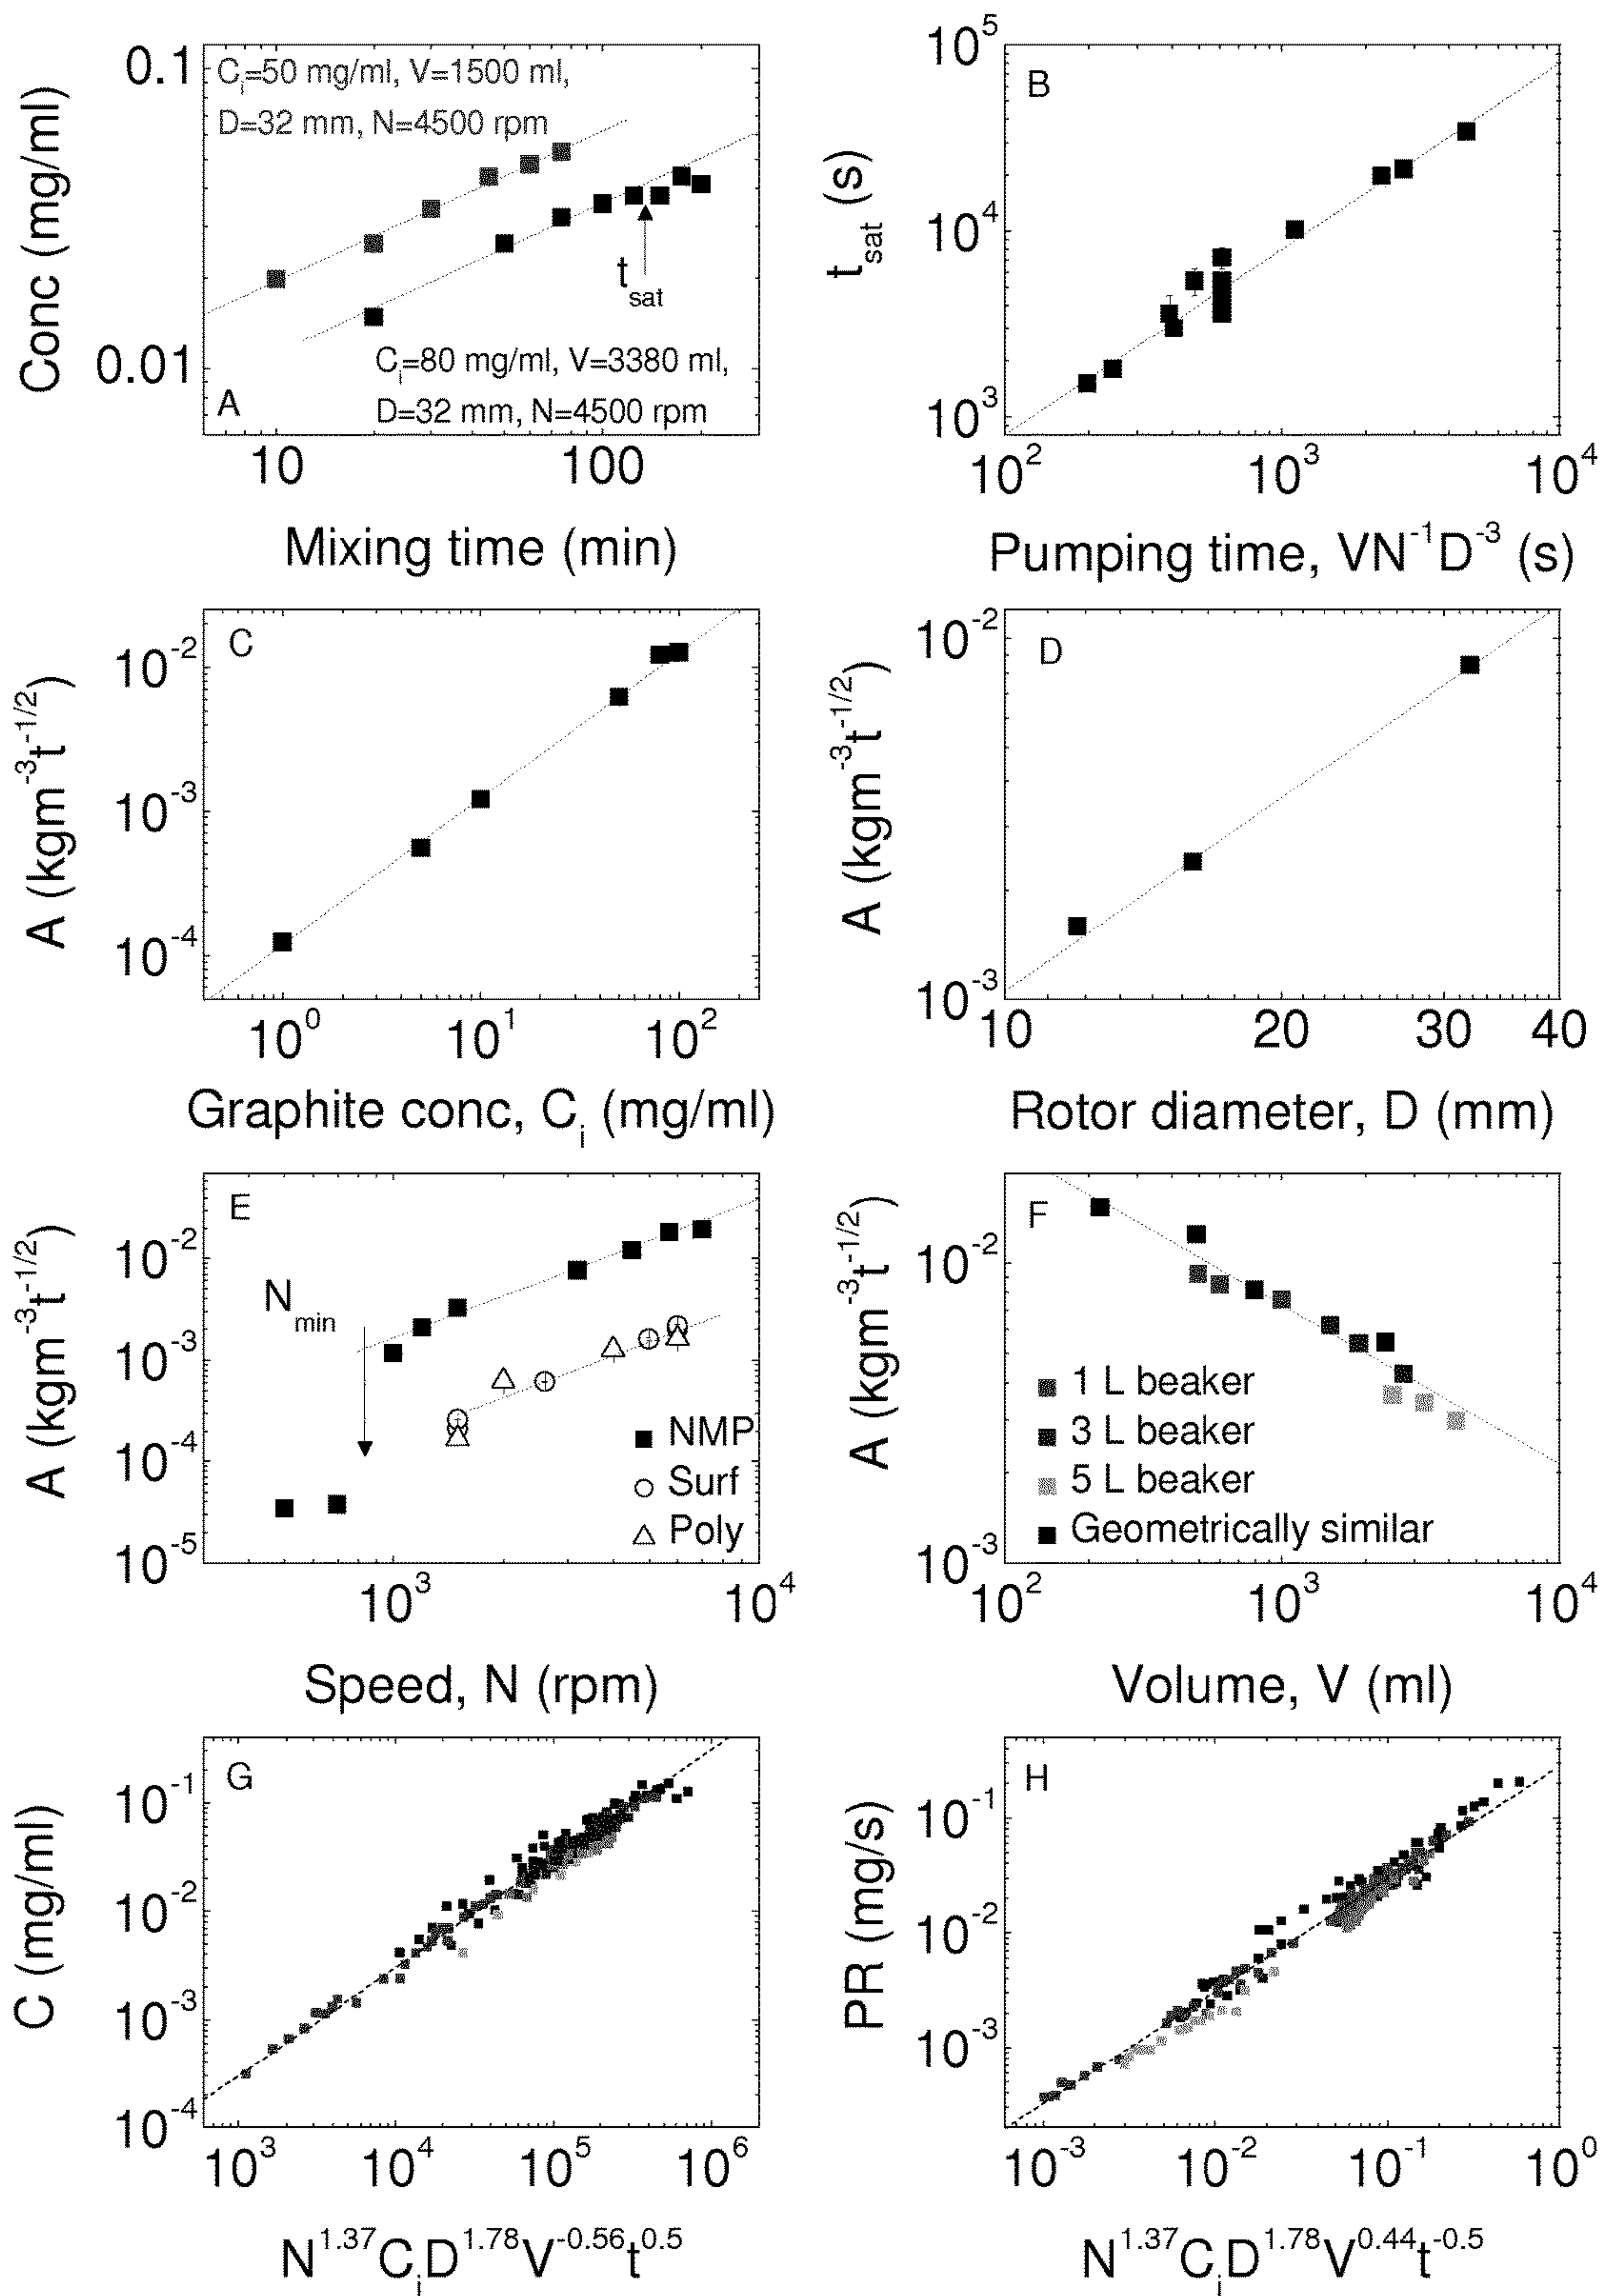 0.1
0.01
Conc (mg/ml)
C_i=50 mg/ml, V=1500 ml,
D=32 mm, N=4500 rpm
t_sat
C_i=80 mg/ml, V=3380 ml,
D=32 mm, N=4500 rpm
A
10 100
Mixing time (min)
10^5
10^4
10^3
t_sat (s)
B
10^2 10^3 10^4
Pumping time, VN^-1D^-3 (s)
10^-2
10^-3
10^-4
A (kgm^-3t^-1/2)
C
10^0 10^1 10^2
Graphite conc, C_i (mg/ml)
10^-2
10^-3
A (kgm^-3t^-1/2)
D
10 20 30 40
Rotor diameter, D (mm)
10^-2
10^-3
10^-4
10^-5
A (kgm^-3t^-1/2)
E
N_min
NMP
Surf
Poly
10^3 10^4
Speed, N (rpm)
10^-2
10^-3
A (kgm^-3t^-1/2)
F
1 L beaker
3 L beaker
5 L beaker
Geometrically similar
10^2 10^3 10^4
Volume, V (ml)
10^-1
10^-2
10^-3
10^-4
C (mg/ml)
G
10^3 10^4 10^5 10^6
N^1.37C_iD^1.78V^-0.56t^0.5
10^-1
10^-2
10^-3
PR (mg/s)
H
10^-3 10^-2 10^-1 10^0
N^1.37C_iD^1.78V^0.44t^-0.5